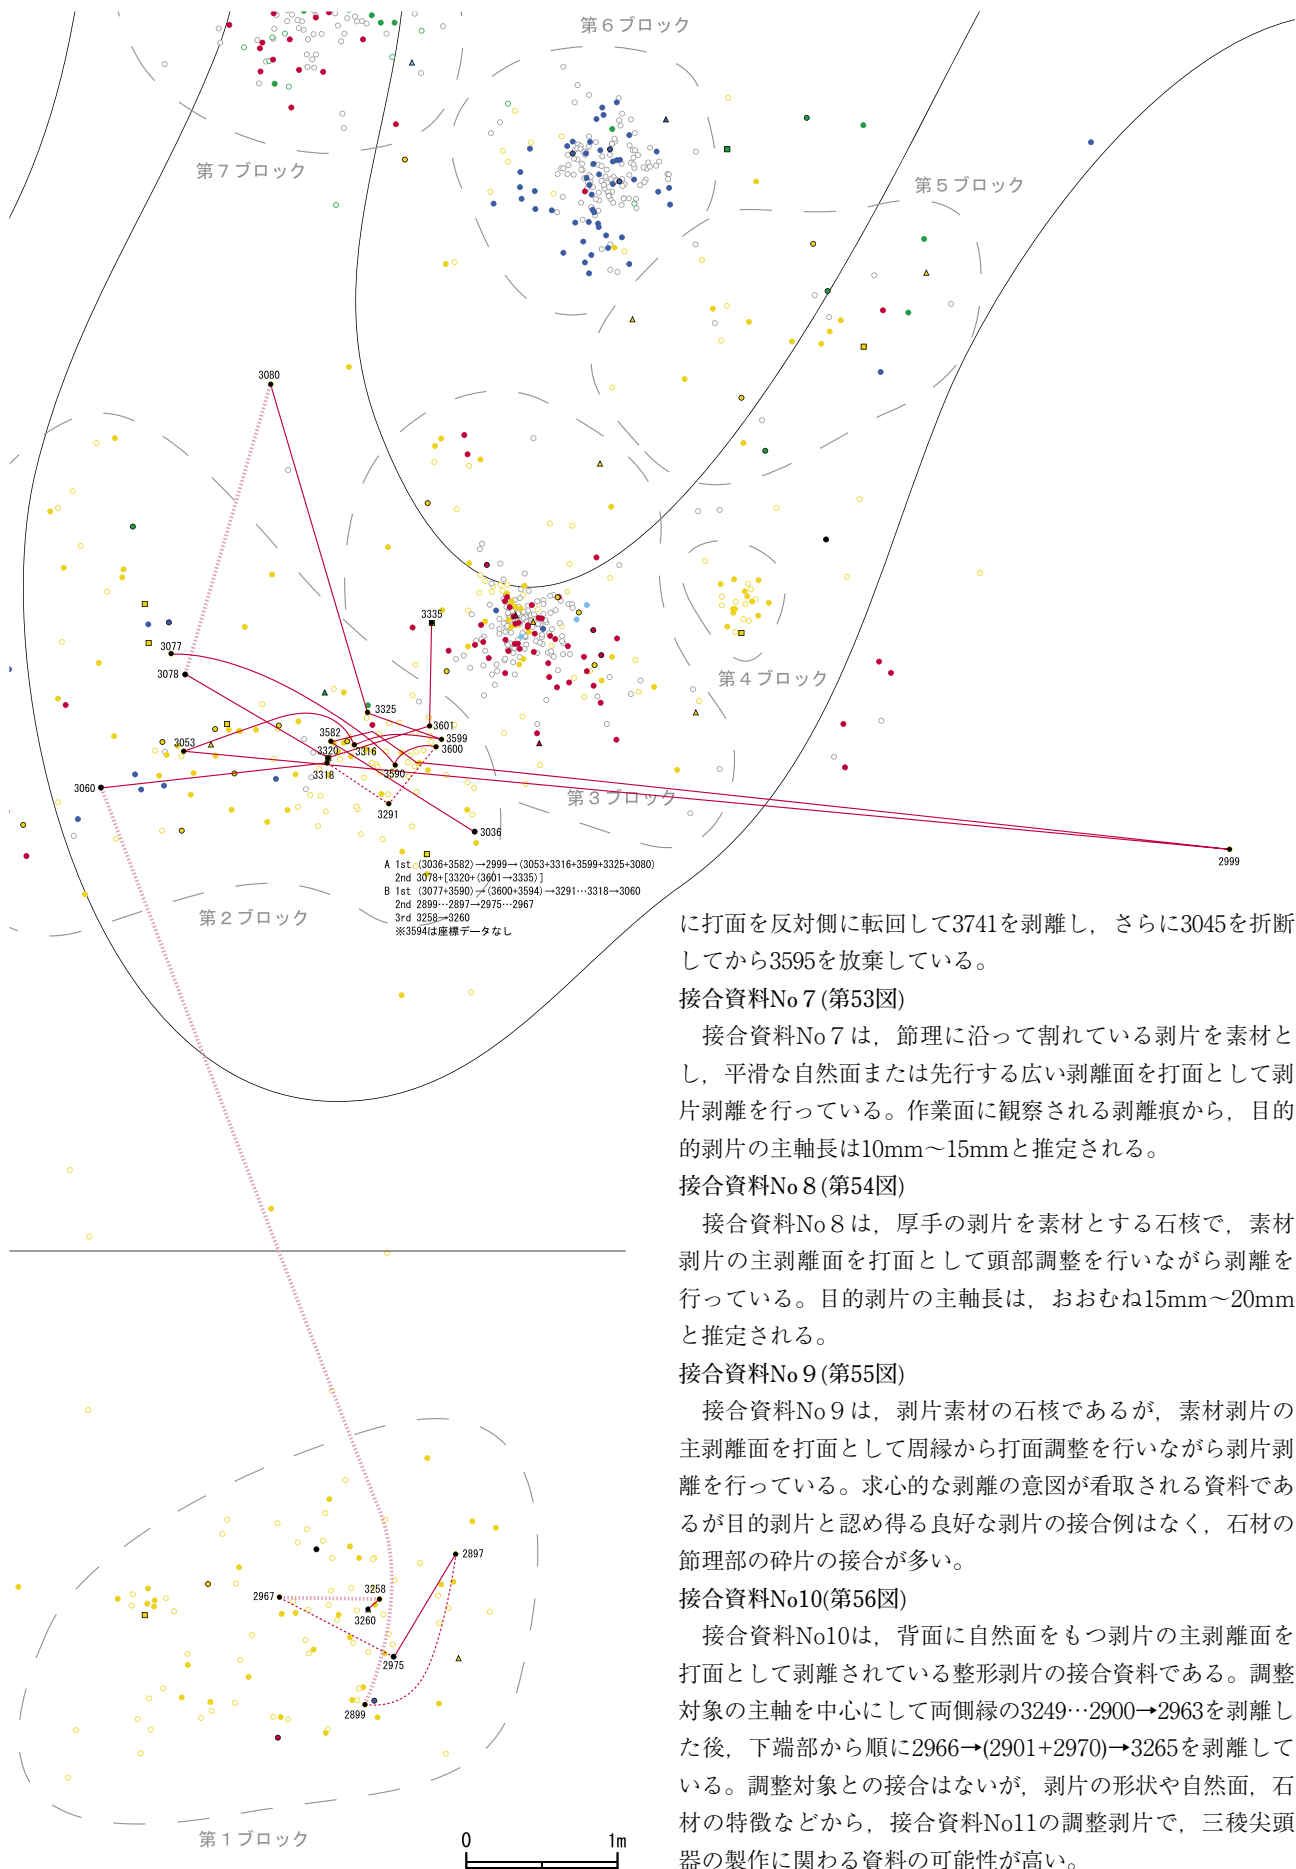 第６ブロック
第７ブロック
第５ブロック
3080
3335
3077
3078
第４ブロック
3325
3601
3582
3599
3053
3320
3316
3600
3318
3590
3060
第３ブロック
3291
3036
2999
A 1st (3036+3582)→2999→(3053+3316+3599+3325+3080)
2nd 3078+[3320+(3601→3335)]
B 1st (3077+3590)→(3600+3594)→3291…3318→3060
2nd 2899…2897→2975…2967
3rd 3258→3260
※3594は座標データなし
第２ブロック
2897
3258
2967
3260
2975
2899
第１ブロック
0 1m
に打面を反対側に転回して3741を剥離し，さらに3045を折断
してから3595を放棄している。
接合資料No７(第53図)
　接合資料No７は，節理に沿って割れている剥片を素材と
し，平滑な自然面または先行する広い剥離面を打面として剥
片剥離を行っている。作業面に観察される剥離痕から，目的
的剥片の主軸長は10mm～15mmと推定される。
接合資料No８(第54図)
　接合資料No８は，厚手の剥片を素材とする石核で，素材
剥片の主剥離面を打面として頭部調整を行いながら剥離を
行っている。目的剥片の主軸長は，おおむね15mm～20mm
と推定される。
接合資料No９(第55図)
　接合資料No９は，剥片素材の石核であるが，素材剥片の
主剥離面を打面として周縁から打面調整を行いながら剥片剥
離を行っている。求心的な剥離の意図が看取される資料であ
るが目的剥片と認め得る良好な剥片の接合例はなく，石材の
節理部の砕片の接合が多い。
接合資料No10(第56図)
　接合資料No10は，背面に自然面をもつ剥片の主剥離面を
打面として剥離されている整形剥片の接合資料である。調整
対象の主軸を中心にして両側縁の3249…2900→2963を剥離し
た後，下端部から順に2966→(2901+2970)→3265を剥離して
いる。調整対象との接合はないが，剥片の形状や自然面，石
材の特徴などから，接合資料No11の調整剥片で，三稜尖頭
器の製作に関わる資料の可能性が高い。